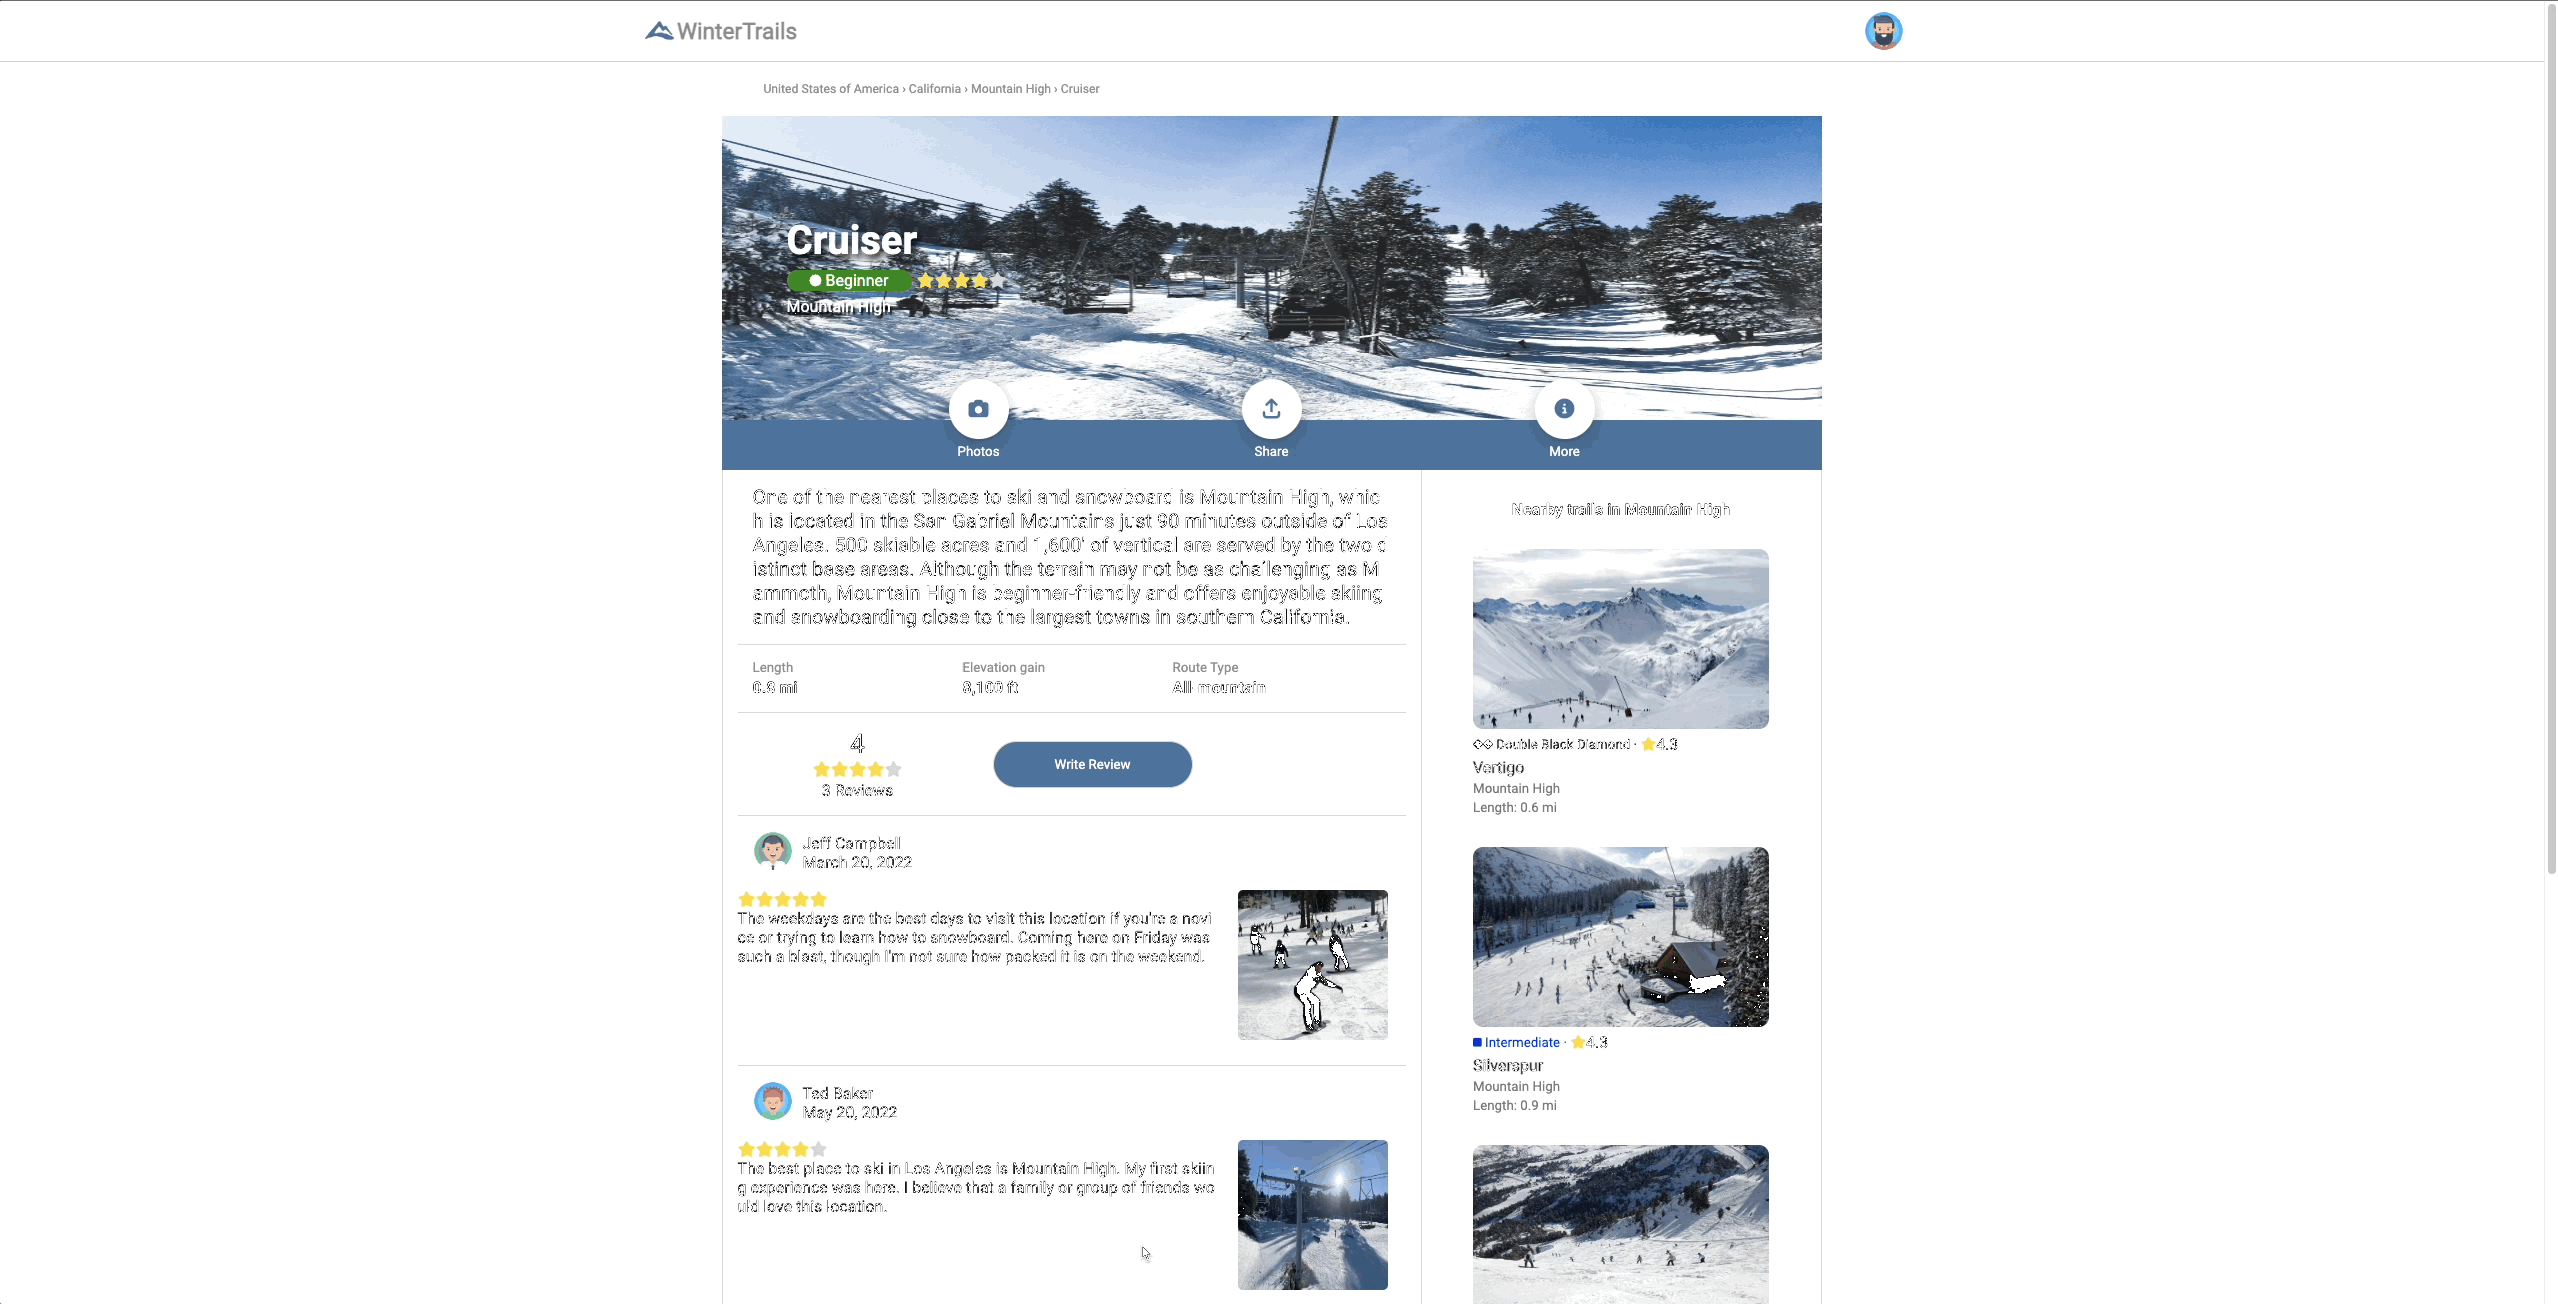 WinterTrails
United States of America › California › Mountain High › Cruiser
Cruiser
Beginner
Mountain High
Photos
Share
More
One of the nearest places to ski and snowboard is Mountain High, whic
h is located in the San Gabriel Mountains just 90 minutes outside of Los
Angeles. 500 skiable acres and 1,600' of vertical are served by the two d
istinct base areas. Although the terrain may not be as challenging as M
ammoth, Mountain High is beginner-friendly and offers enjoyable skiing
and snowboarding close to the largest towns in southern California.
Length
0.8 mi
Elevation gain
8,100 ft
Route Type
All-mountain
4
3 Reviews
Write Review
Jeff Campbell
March 20, 2022
The weekdays are the best days to visit this location if you're a novi
ce or trying to learn how to snowboard. Coming here on Friday was
such a blast, though I'm not sure how packed it is on the weekend.
Ted Baker
May 20, 2022
The best place to ski in Los Angeles is Mountain High. My first skiin
g experience was here. I believe that a family or group of friends wo
uld love this location.
Nearby trails in Mountain High
Double Black Diamond · 4.3
Vertigo
Mountain High
Length: 0.6 mi
Intermediate · 4.3
Silverspur
Mountain High
Length: 0.9 mi